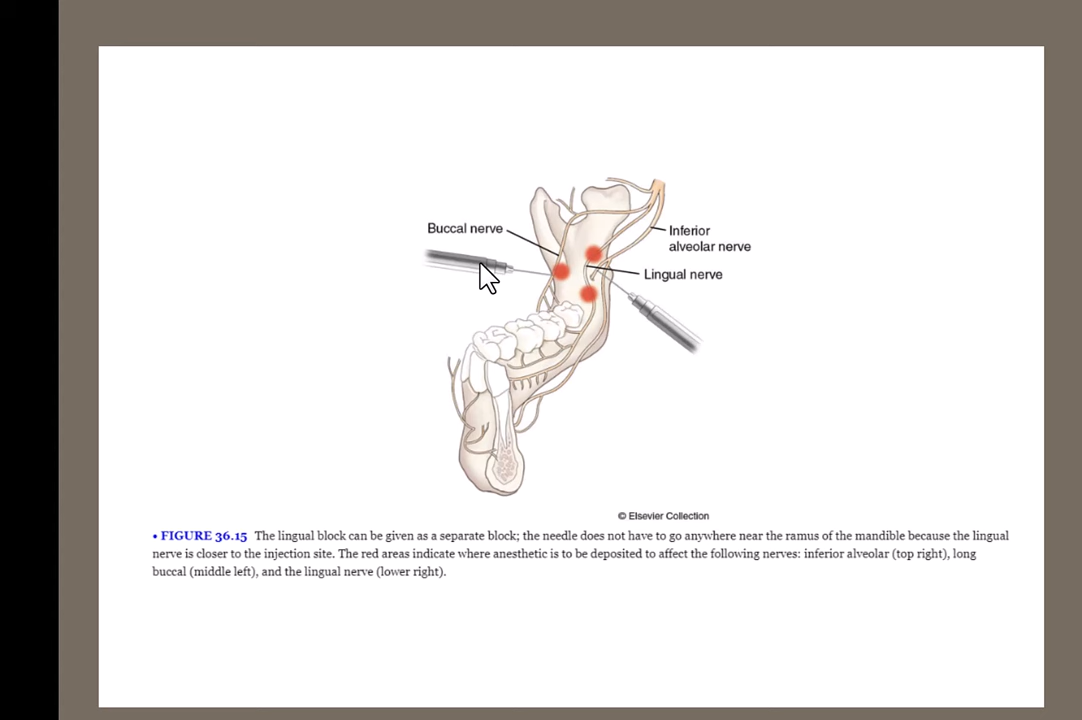 Buccal nerve
Inferior
alveolar nerve
Lingual nerve
© Elsevier Collection
• FIGURE 36.15 The lingual block can be given as a separate block; the needle does not have to go anywhere near the ramus of the mandible because the lingual
nerve is closer to the injection site. The red areas indicate where anesthetic is to be deposited to affect the following nerves: inferior alveolar (top right), long
buccal (middle left), and the lingual nerve (lower right).